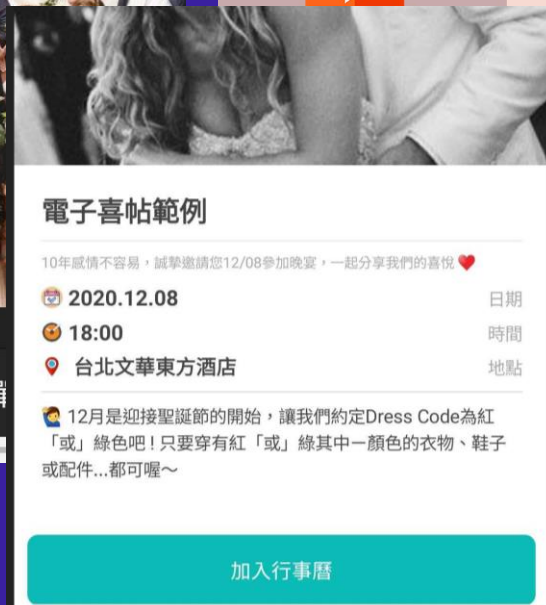 電子喜帖範例
10年感情不容易，誠摯邀請您12/08參加晚宴，一起分享我們的喜悅❤️
2020.12.08 日期
18:00 時間
台北文華東方酒店 地點
12月是迎接聖誕節的開始，讓我們約定Dress Code為紅
「或」綠色吧！只要穿有紅「或」綠其中一顏色的衣物、鞋子
或配件...都可喔～
加入行事曆